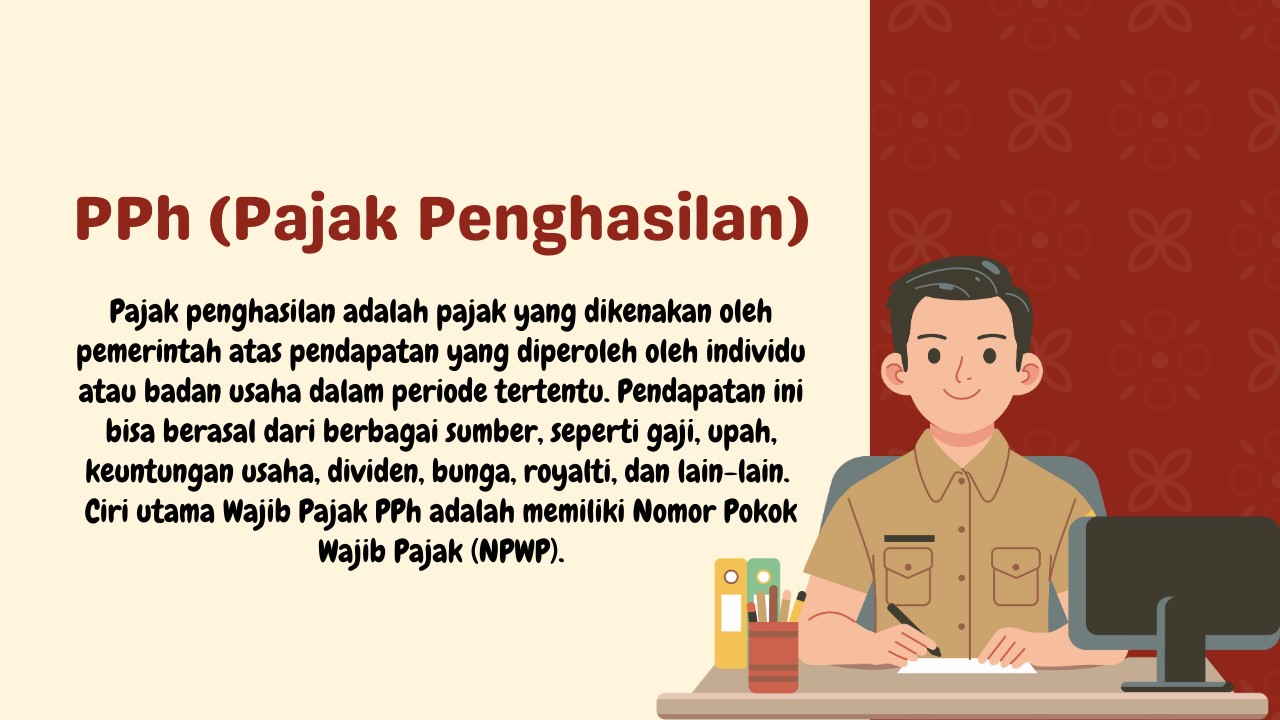 PPh (Pajak Penghasilan)
Pajak penghasilan adalah pajak yang dikenakan oleh
pemerintah atas pendapatan yang diperoleh oleh individu
atau badan usaha dalam periode tertentu. Pendapatan ini
bisa berasal dari berbagai sumber, seperti gaji, upah,
keuntungan usaha, dividen, bunga, royalti, dan lain-lain.
Ciri utama Wajib Pajak PPh adalah memiliki Nomor Pokok
Wajib Pajak (NPWP).